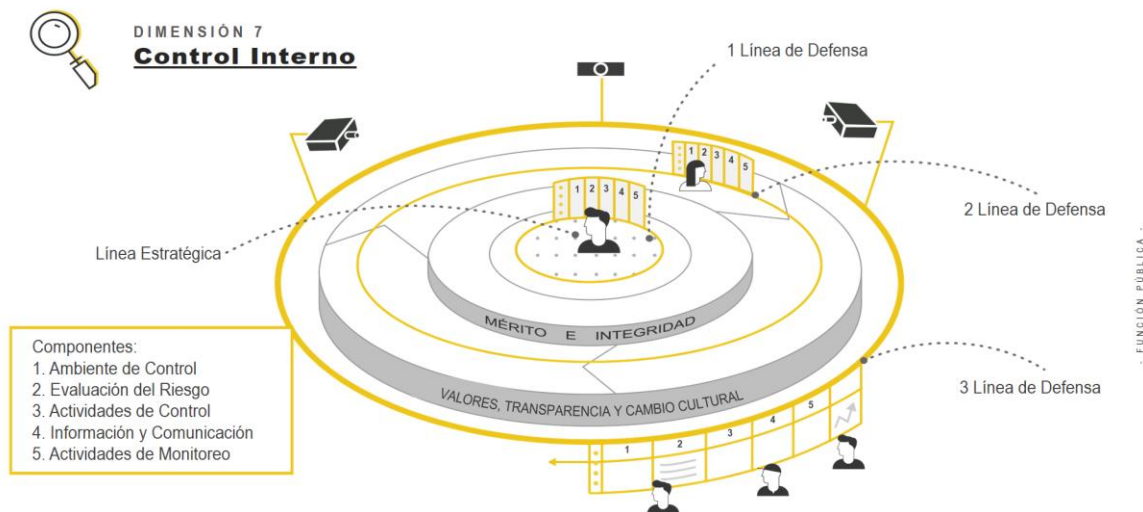 DIMENSIÓN 7
Control Interno
1 Línea de Defensa
1 2 3 4 5
1 2 3 4 5
2 Línea de Defensa
Línea Estratégica
- FUNCIÓN PÚBLICA -
MÉRITO E INTEGRIDAD
Componentes:
1. Ambiente de Control
2. Evaluación del Riesgo
3. Actividades de Control
4. Información y Comunicación
5. Actividades de Monitoreo
VALORES, TRANSPARENCIA Y CAMBIO CULTURAL
3 Línea de Defensa
1 2 3 4 5